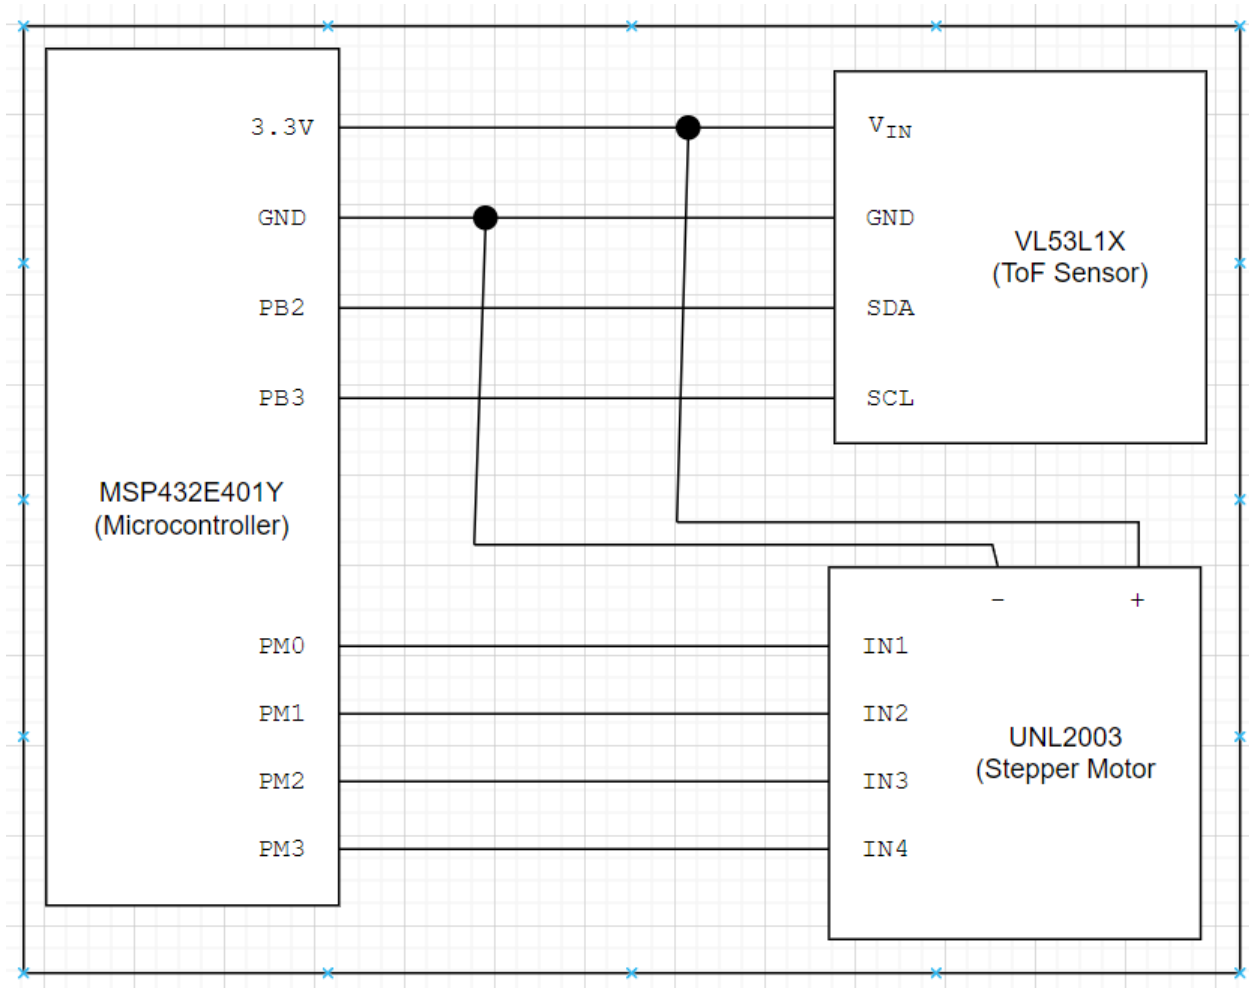 3.3V
GND
PB2
PB3
MSP432E401Y
(Microcontroller)
PM0
PM1
PM2
PM3
VIN
GND
SDA
SCL
VL53L1X
(ToF Sensor)
- +
IN1
IN2
IN3
IN4
UNL2003
(Stepper Motor